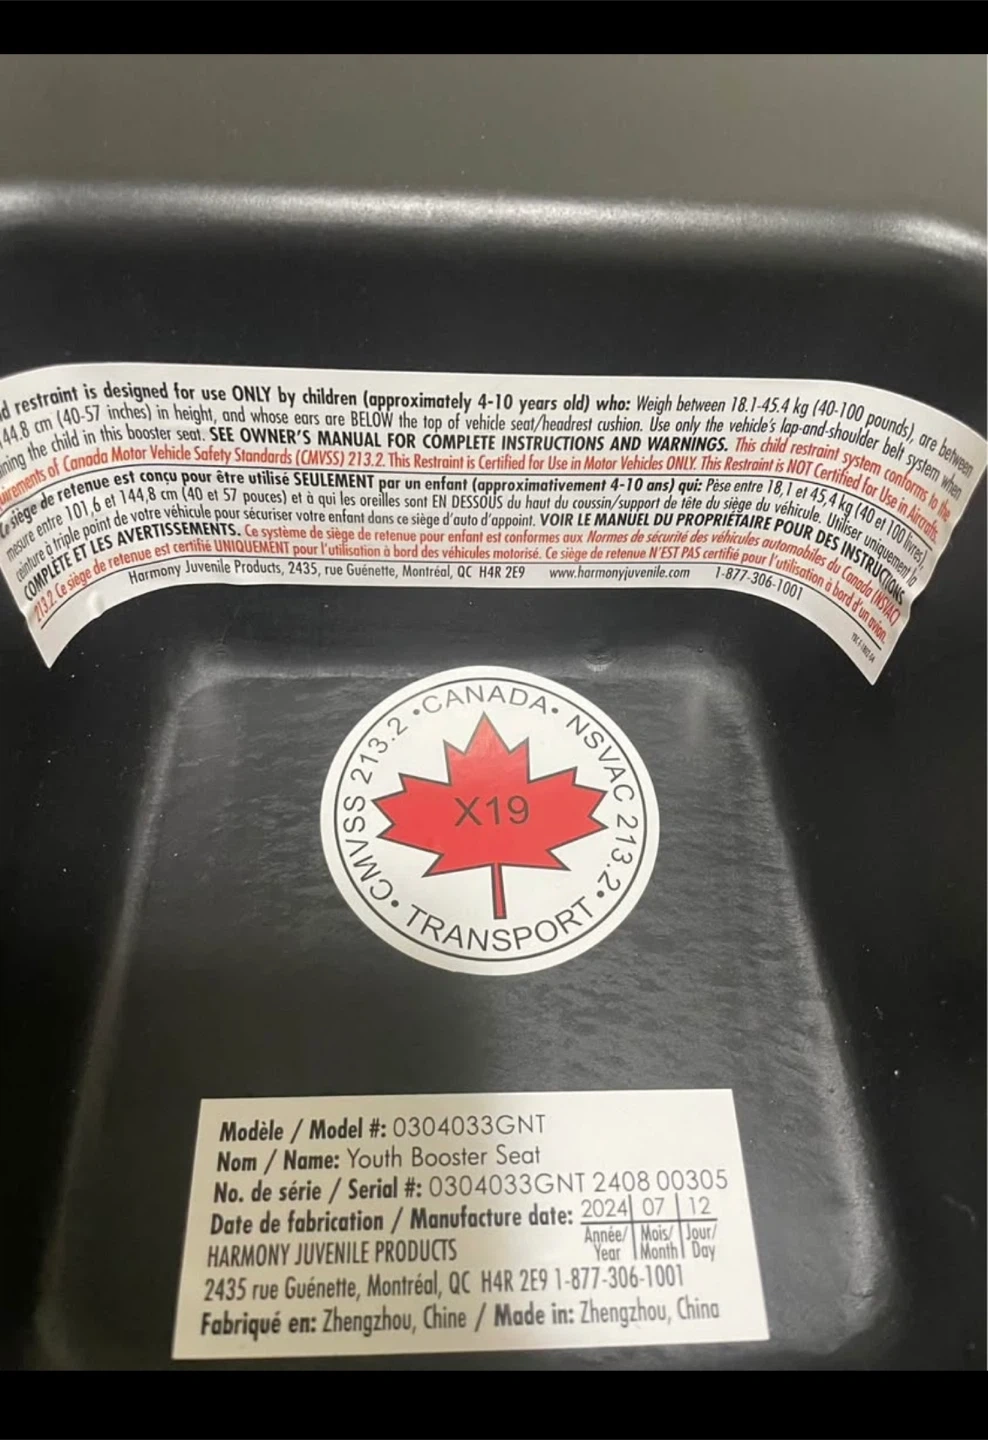 d restraint is designed for use ONLY by children (approximately 4-10 years old) who: Weigh between 18.1-45.4 kg (40-100 pounds), are between
44.8 cm (40-57 inches) in height, and whose ears are BELOW the top of vehicle seat/headrest cushion. Use only the vehicle's lap-and-shoulder belt system when
ning the child in this booster seat. SEE OWNER'S MANUAL FOR COMPLETE INSTRUCTIONS AND WARNINGS. This child restraint system conforms to the
uirements of Canada Motor Vehicle Safety Standards (CMVSS) 213.2. This Restraint is Certified for Use in Motor Vehicles ONLY. This Restraint is NOT Certified for Use in Aircrafts.
Ce siège de retenue est conçu pour être utilisé SEULEMENT par un enfant (approximativement 4-10 ans) qui: Pèse entre 18,1 et 45,4 kg (40 et 100 livres),
mesure entre 101,6 et 144,8 cm (40 et 57 pouces) et à qui les oreilles sont EN DESSOUS du haut du coussin/support de tête du siège du véhicule. Utiliser uniquement la
ceinture à triple point de votre véhicule pour sécuriser votre enfant dans ce siège d'auto d'appoint. VOIR LE MANUEL DU PROPRIÉTAIRE POUR DES INSTRUCTIONS
COMPLÈTE ET LES AVERTISSEMENTS. Ce système de siège de retenue pour enfant est conformes aux Normes de sécurité des véhicules automobiles du Canada (NSVAC)
213.2. Ce siège de retenue est certifié UNIQUEMENT pour l'utilisation à bord des véhicules motorisé. Ce siège de retenue N'EST PAS certifié pour l'utilisation à bord d'un avion.
Harmony Juvenile Products, 2435, rue Guénette, Montréal, QC H4R 2E9 www.harmonyjuvenile.com 1-877-306-1001
CMVSS 213.2 • CANADA • NSVAC 213.2 • TRANSPORT •
X19
Modèle / Model #: 0304033GNT
Nom / Name: Youth Booster Seat
No. de série / Serial #: 0304033GNT 2408 00305
Date de fabrication / Manufacture date: 2024 07 12
Année/ Mois/ Jour/
Year Month Day
HARMONY JUVENILE PRODUCTS
2435 rue Guénette, Montréal, QC H4R 2E9 1-877-306-1001
Fabriqué en: Zhengzhou, Chine / Made in: Zhengzhou, China